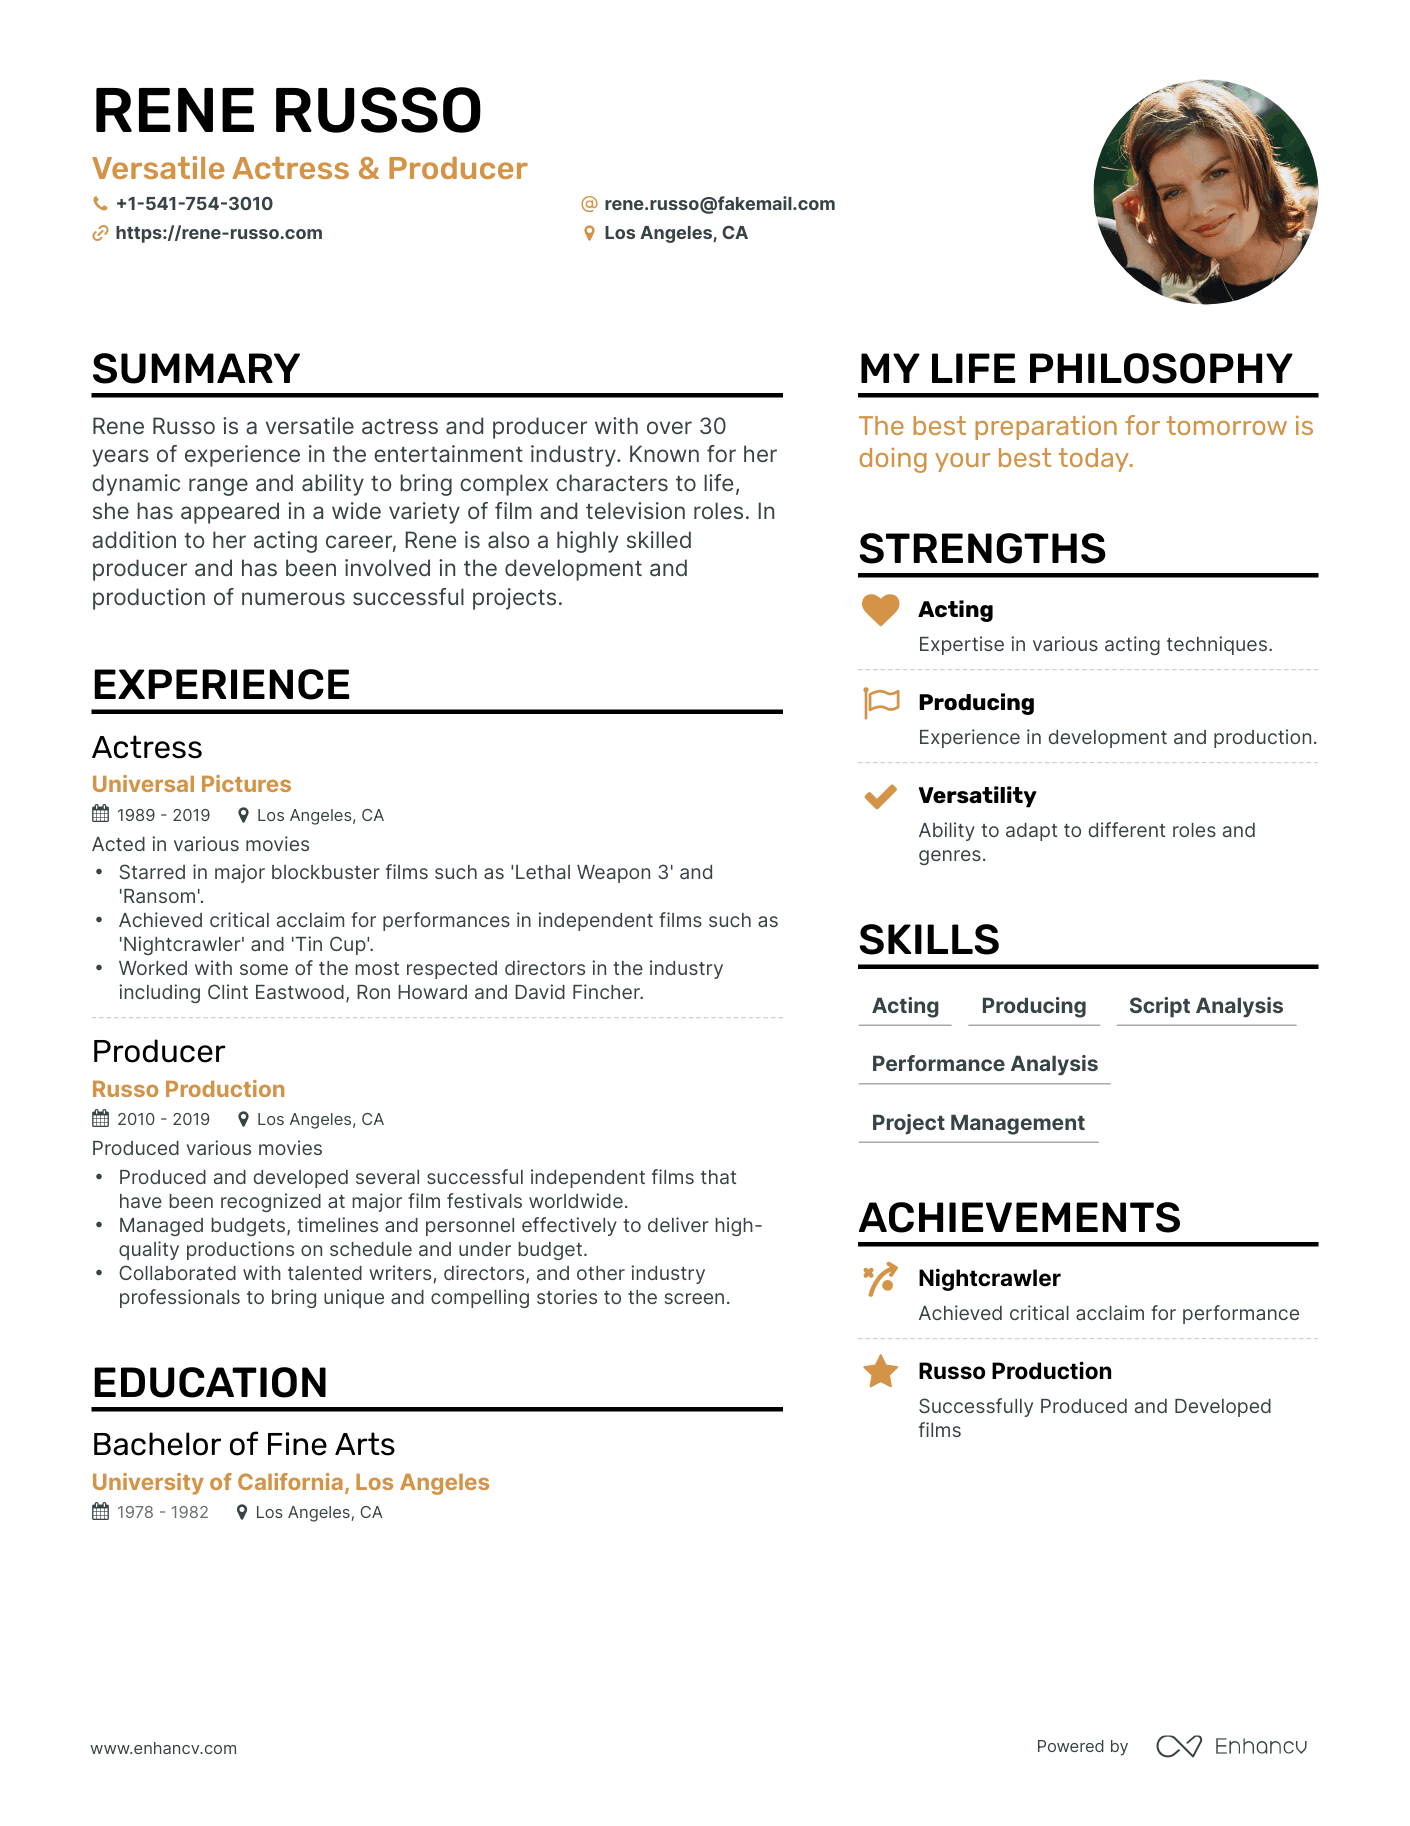 RENE RUSSO
Versatile Actress & Producer
+1-541-754-3010
rene.russo@fakemail.com
https://rene-russo.com
Los Angeles, CA
SUMMARY
Rene Russo is a versatile actress and producer with over 30
years of experience in the entertainment industry. Known for her
dynamic range and ability to bring complex characters to life,
she has appeared in a wide variety of film and television roles. In
addition to her acting career, Rene is also a highly skilled
producer and has been involved in the development and
production of numerous successful projects.
EXPERIENCE
Actress
Universal Pictures
1989 - 2019 Los Angeles, CA
Acted in various movies
• Starred in major blockbuster films such as 'Lethal Weapon 3' and
'Ransom'.
• Achieved critical acclaim for performances in independent films such as
'Nightcrawler' and 'Tin Cup'.
• Worked with some of the most respected directors in the industry
including Clint Eastwood, Ron Howard and David Fincher.
Producer
Russo Production
2010 - 2019 Los Angeles, CA
Produced various movies
• Produced and developed several successful independent films that
have been recognized at major film festivals worldwide.
• Managed budgets, timelines and personnel effectively to deliver high-
quality productions on schedule and under budget.
• Collaborated with talented writers, directors, and other industry
professionals to bring unique and compelling stories to the screen.
EDUCATION
Bachelor of Fine Arts
University of California, Los Angeles
1978 - 1982 Los Angeles, CA
MY LIFE PHILOSOPHY
The best preparation for tomorrow is
doing your best today.
STRENGTHS
Acting
Expertise in various acting techniques.
Producing
Experience in development and production.
Versatility
Ability to adapt to different roles and
genres.
SKILLS
Acting Producing Script Analysis
Performance Analysis
Project Management
ACHIEVEMENTS
Nightcrawler
Achieved critical acclaim for performance
Russo Production
Successfully Produced and Developed
films
www.enhancv.com
Powered by Enhancv